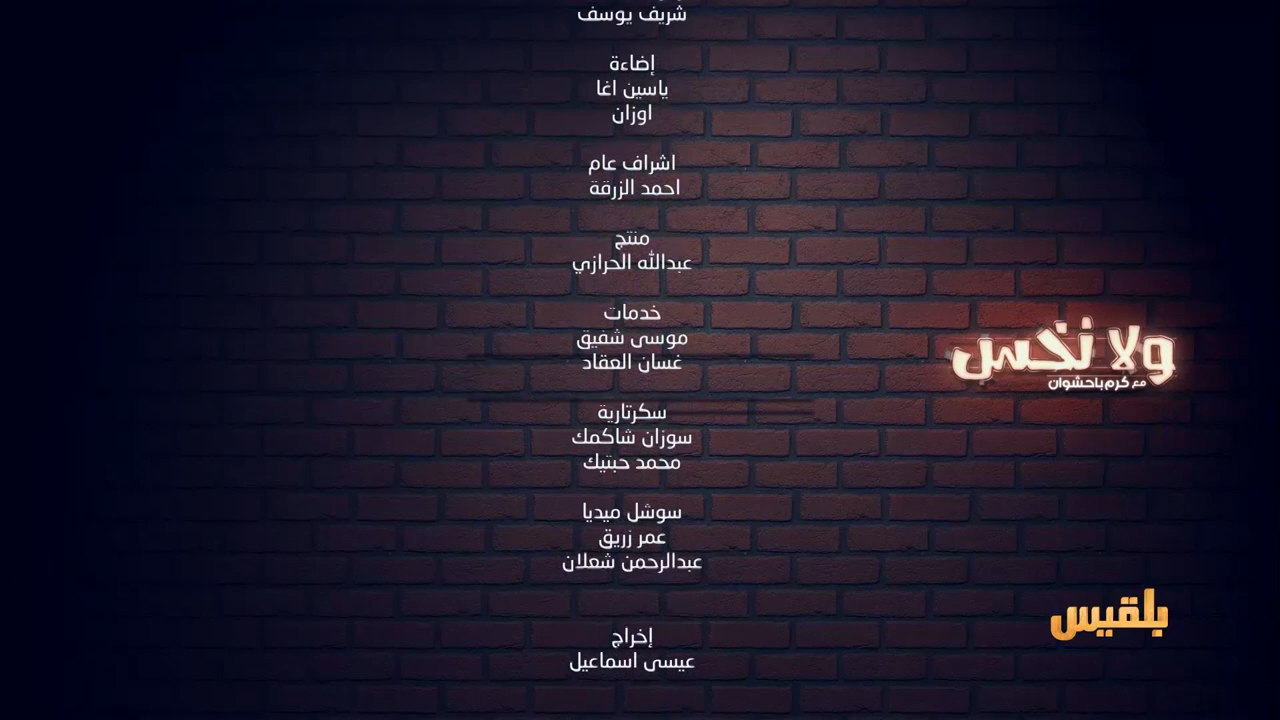 شريف يوسف
إضاءة
ياسين اغا
اوزان
اشراف عام
احمد الزرقة
منتج
عبدالله الحرازي
خدمات
موسى شفيق
غسان العقاد
سكرتارية
سوزان شاكمك
محمد حبتيك
سوشل ميديا
عمر زريق
عبدالرحمن شعلان
إخراج
عيسى اسماعيل
ولا نخس
مع كرم باحشوان
بلقيس